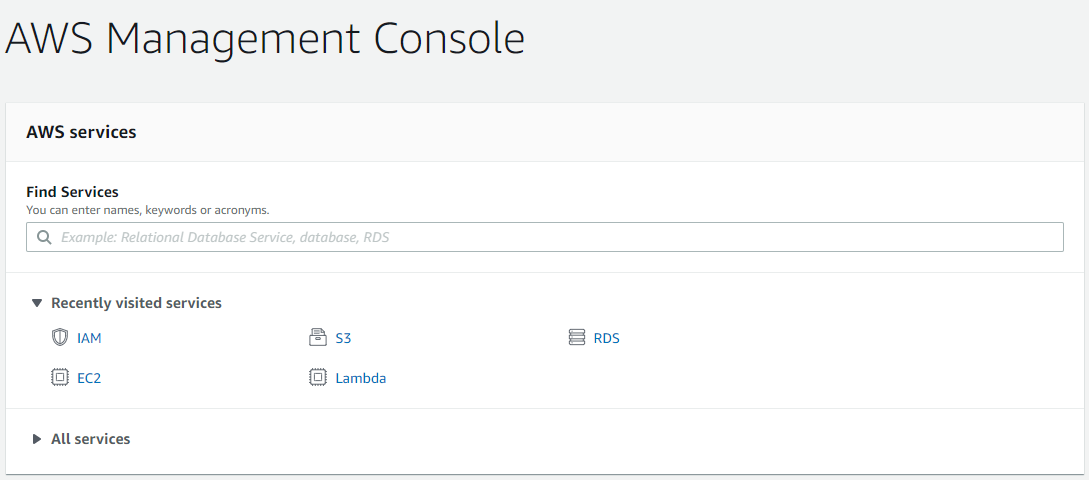 AWS Management Console
AWS services
Find Services
You can enter names, keywords or acronyms.
Example: Relational Database Service, database, RDS
Recently visited services
IAM
S3
RDS
EC2
Lambda
All services